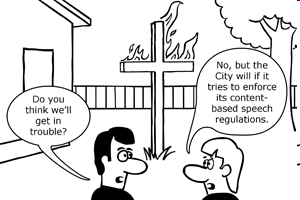 Do you
think we'll
get in
trouble?
No, but the
City will if it
tries to enforce
its content-
based speech
regulations.